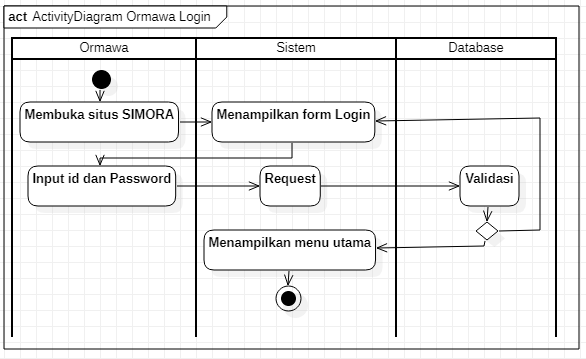 act ActivityDiagram Ormawa Login
Ormawa
Sistem
Database
Membuka situs SIMORA
Menampilkan form Login
Input id dan Password
Request
Validasi
Menampilkan menu utama